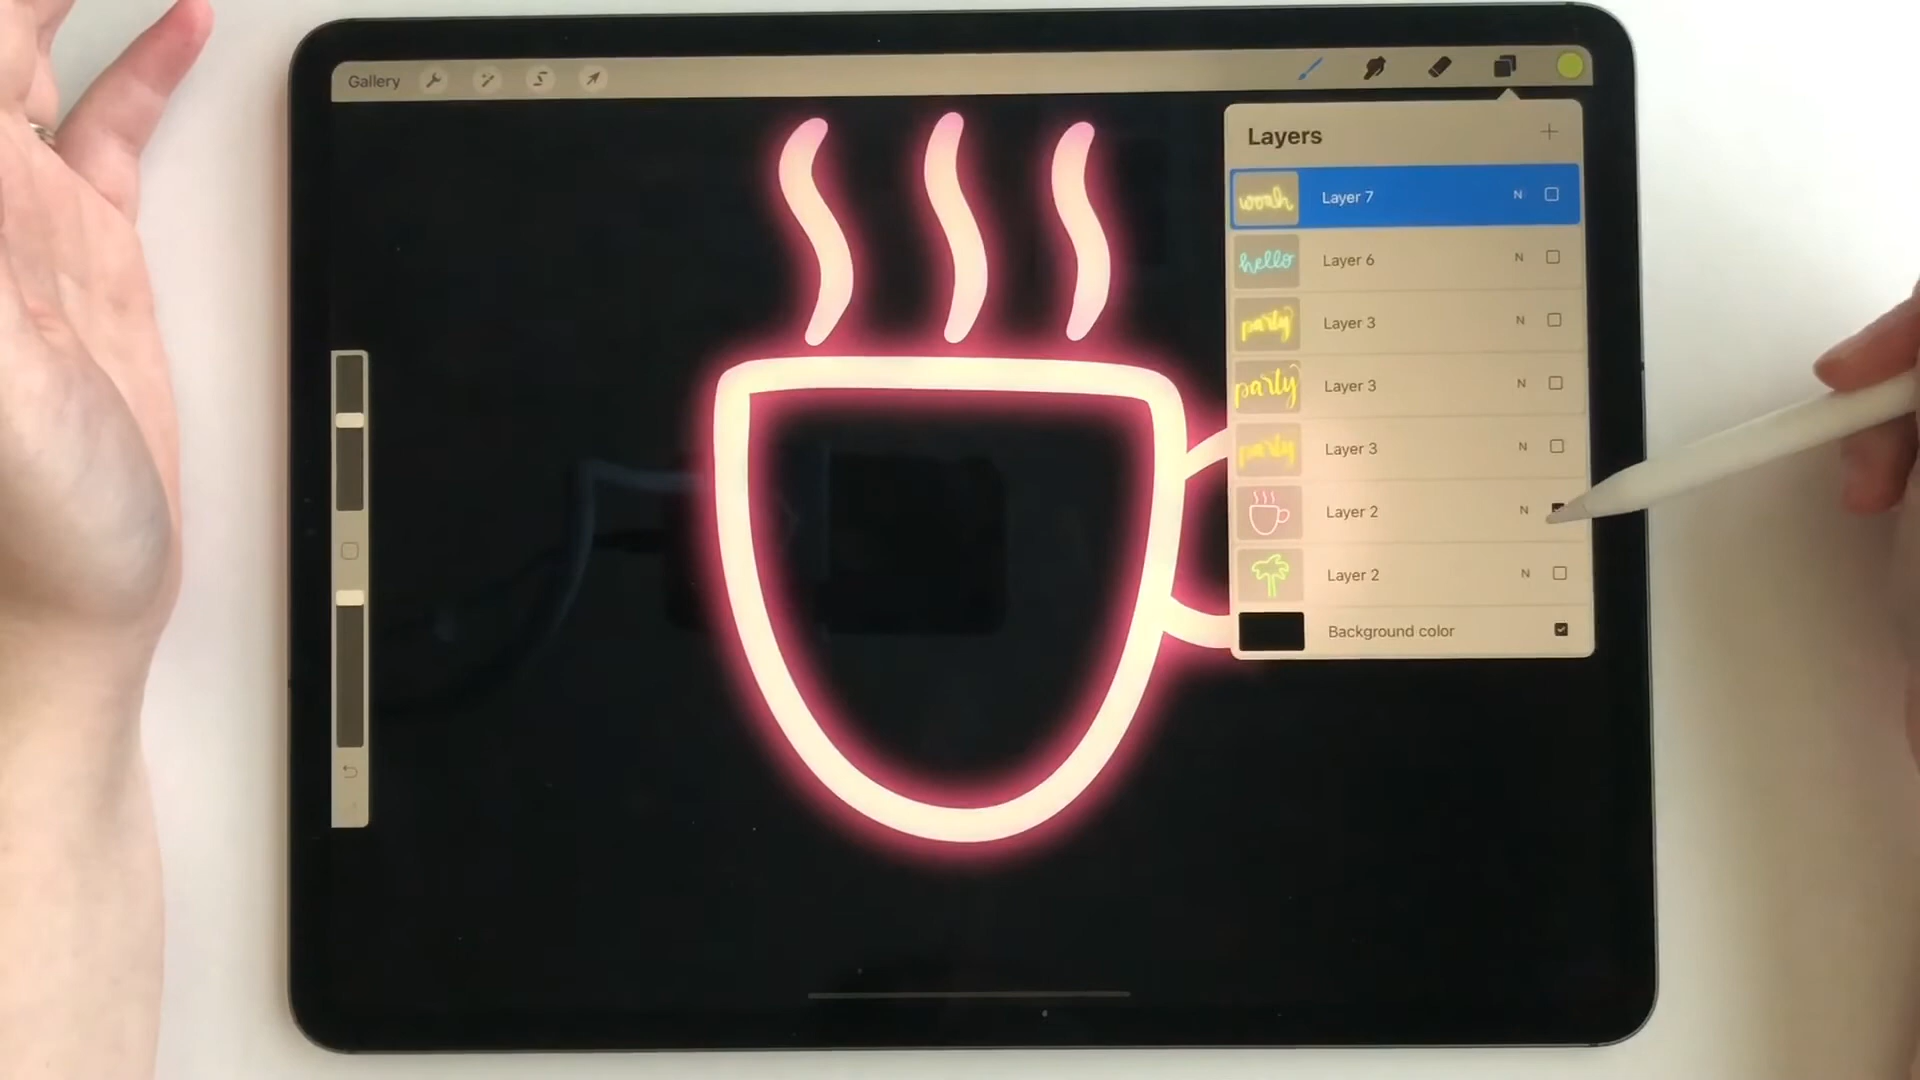 Gallery
Layers
woah Layer 7 N
hello Layer 6 N
party Layer 3 N
party Layer 3 N
party Layer 3 N
Layer 2 N
Layer 2 N
Background color